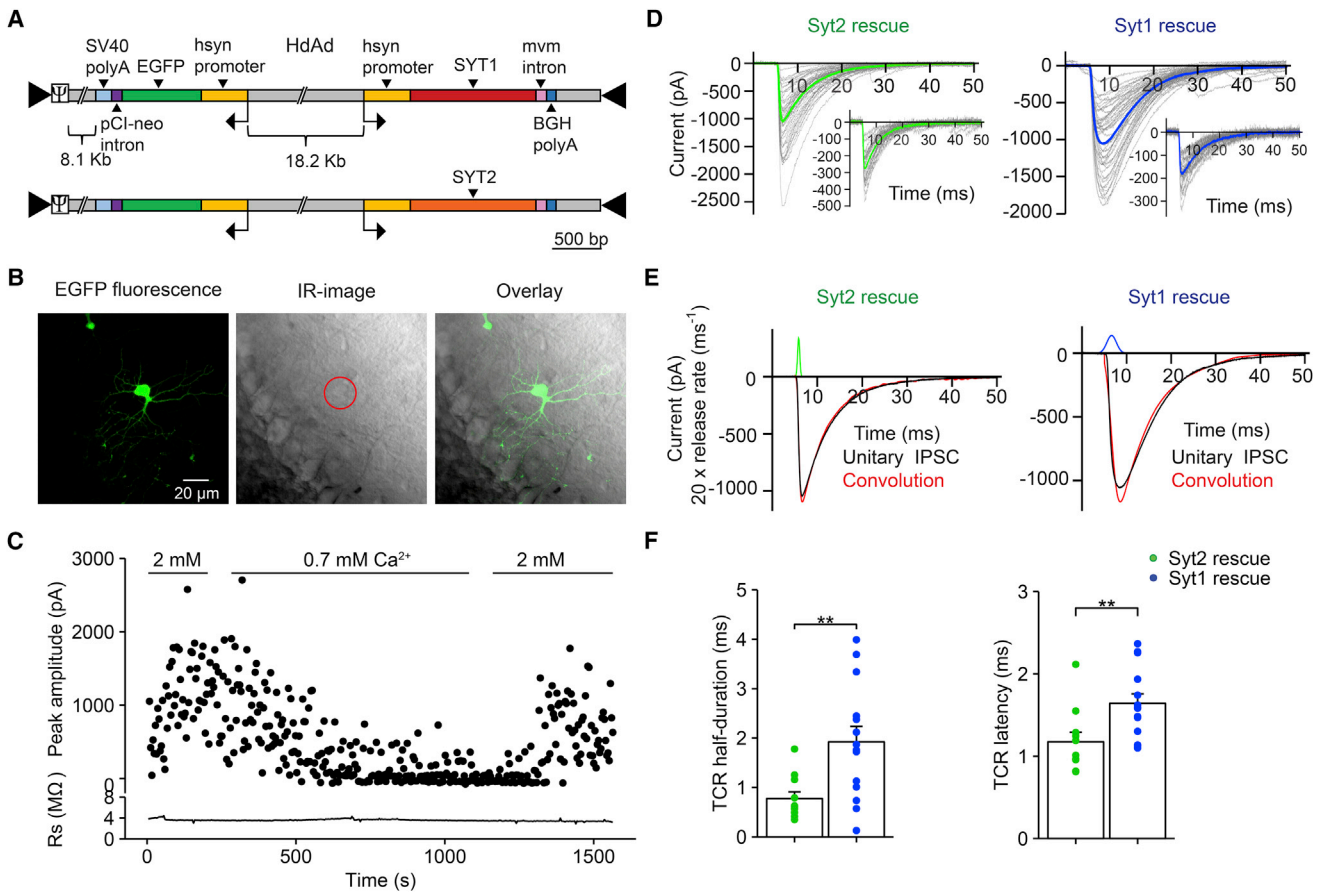 A
SV40 polyA
EGFP
hsyn promoter
HdAd
hsyn promoter
SYT1
mvm intron
Ψ
8.1 Kb
pCI-neo intron
18.2 Kb
BGH polyA
SYT2
Ψ
500 bp
B
EGFP fluorescence
IR-image
Overlay
20 µm
C
2 mM
0.7 mM Ca²⁺
2 mM
Peak amplitude (pA)
3000
2000
1000
0
0
Rs (MΩ)
8
4
0
0
500
1000
1500
Time (s)
D
Syt2 rescue
Current (pA)
0
-500
-1000
-1500
-2000
-2500
10 20 30 40 50
0
-100
-200
-300
-400
-500
10 20 30 40 50
Time (ms)
Syt1 rescue
0
-500
-1000
-1500
-2000
10 20 30 40 50
0
-100
-200
-300
10 20 30 40 50
Time (ms)
E
Syt2 rescue
Current (pA)
20 x release rate (ms⁻¹)
0
-500
-1000
10 20 30 40 50
Time (ms)
Unitary IPSC
Convolution
Syt1 rescue
0
-500
-1000
10 20 30 40 50
Time (ms)
Unitary IPSC
Convolution
F
Syt2 rescue
Syt1 rescue
TCR half-duration (ms)
5
4
3
2
1
0
**
TCR latency (ms)
3
2
1
0
**